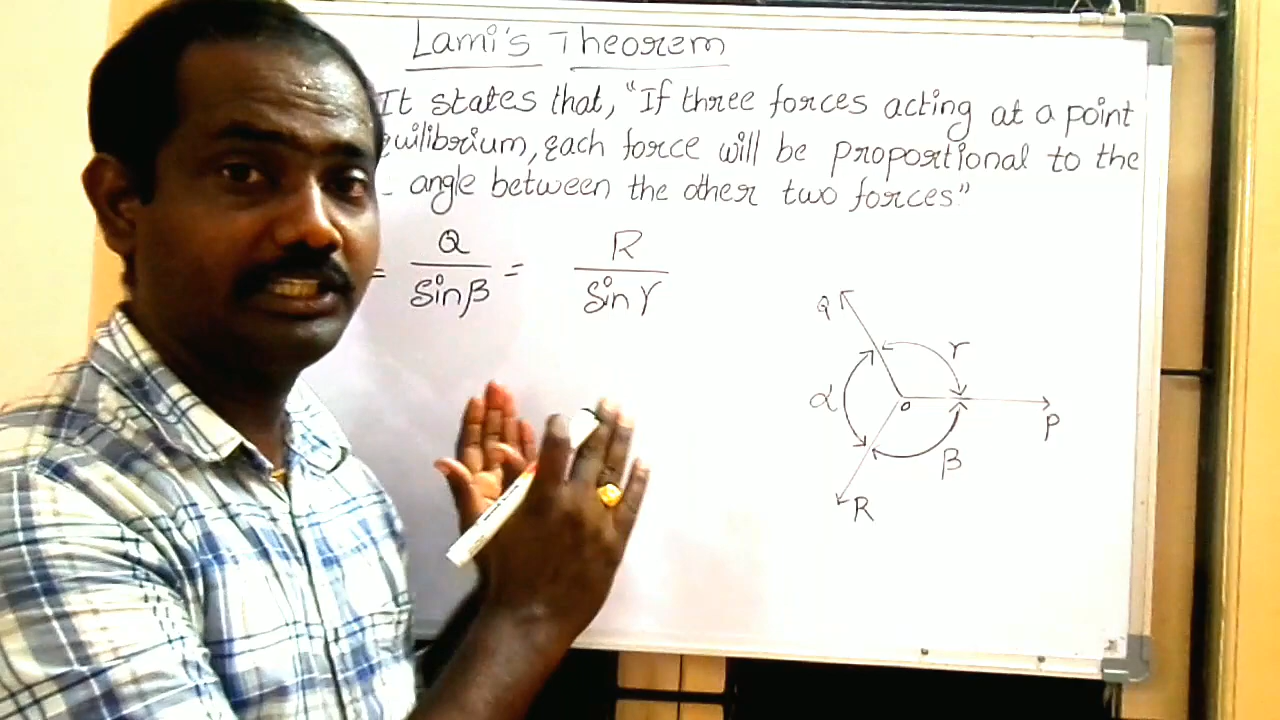 Lami's Theorem
It states that, "If three forces acting at a point
quilibrium, each force will be proportional to the
angle between the other two forces"
= Q/sinβ = R/sinγ
Q
γ
α
o
P
β
R